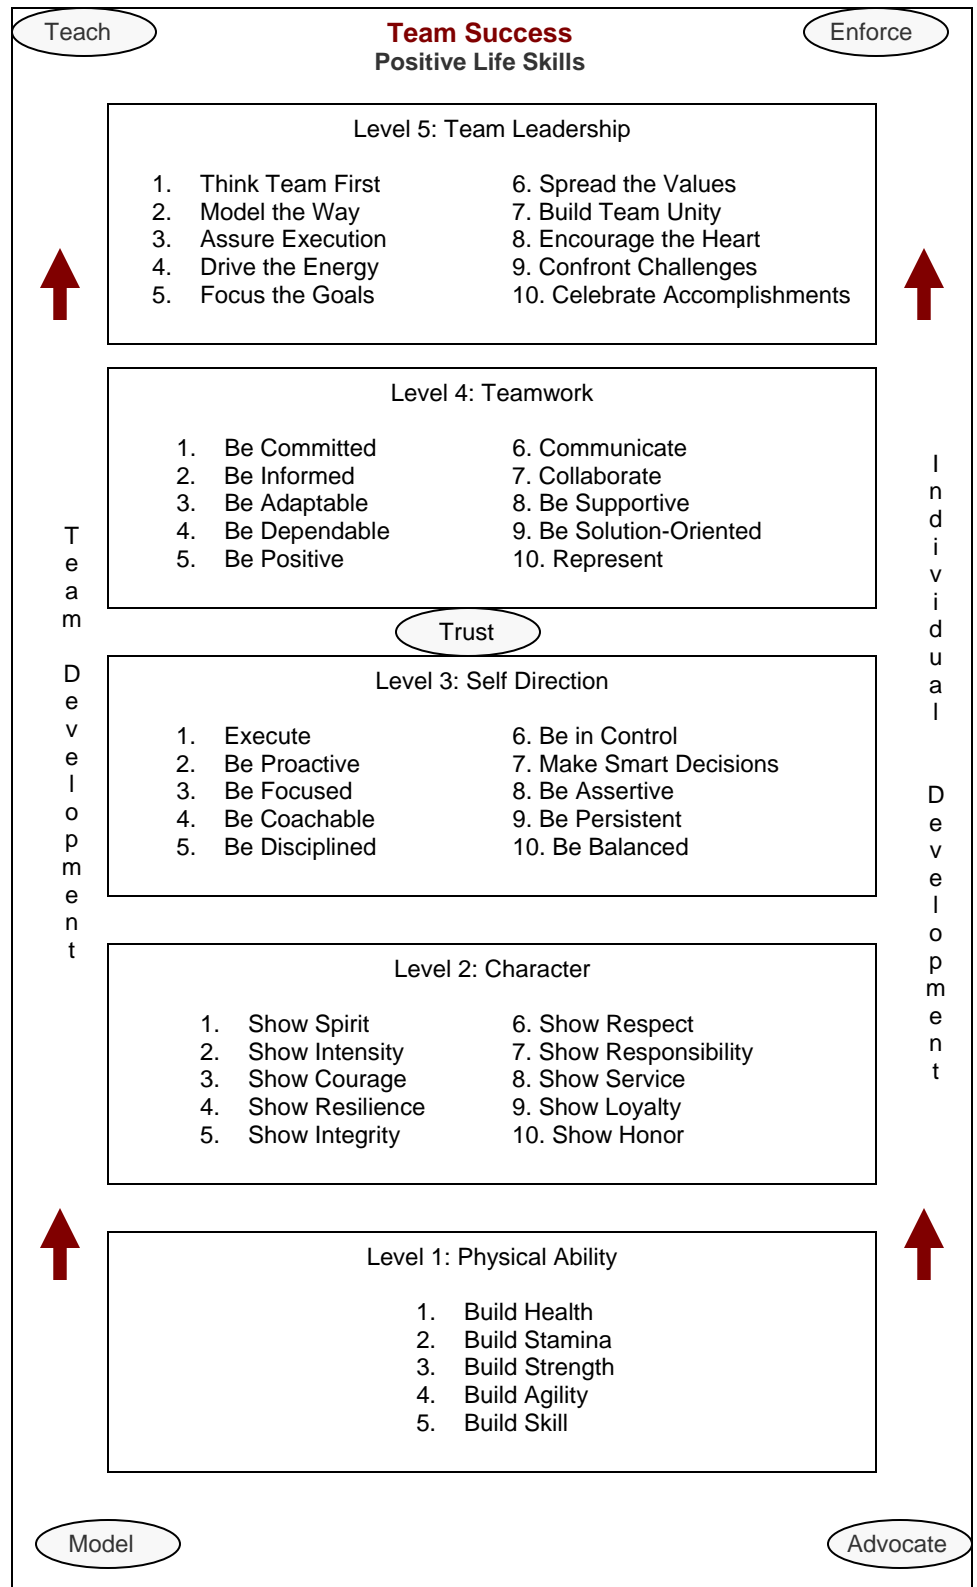 Teach
Team Success
Enforce
Positive Life Skills
Level 5: Team Leadership
1. Think Team First
2. Model the Way
3. Assure Execution
4. Drive the Energy
5. Focus the Goals
6. Spread the Values
7. Build Team Unity
8. Encourage the Heart
9. Confront Challenges
10. Celebrate Accomplishments
Level 4: Teamwork
1. Be Committed
2. Be Informed
3. Be Adaptable
4. Be Dependable
5. Be Positive
6. Communicate
7. Collaborate
8. Be Supportive
9. Be Solution-Oriented
10. Represent
Trust
Level 3: Self Direction
1. Execute
2. Be Proactive
3. Be Focused
4. Be Coachable
5. Be Disciplined
6. Be in Control
7. Make Smart Decisions
8. Be Assertive
9. Be Persistent
10. Be Balanced
Level 2: Character
1. Show Spirit
2. Show Intensity
3. Show Courage
4. Show Resilience
5. Show Integrity
6. Show Respect
7. Show Responsibility
8. Show Service
9. Show Loyalty
10. Show Honor
Level 1: Physical Ability
1. Build Health
2. Build Stamina
3. Build Strength
4. Build Agility
5. Build Skill
Team Development
Individual Development
Model
Advocate